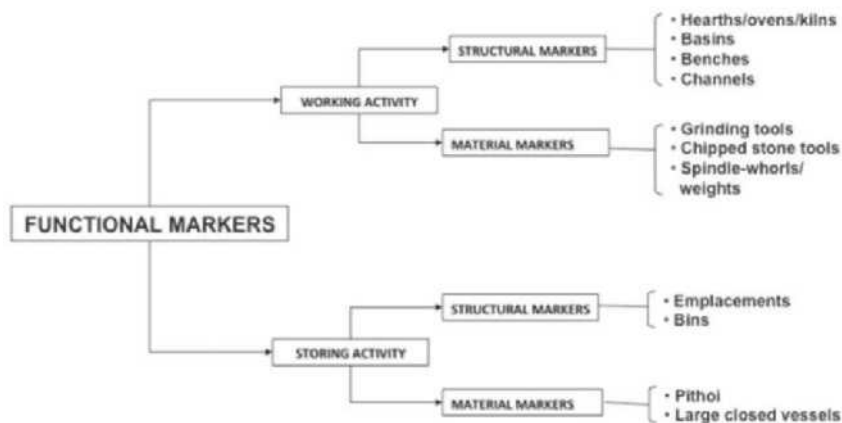 FUNCTIONAL MARKERS
WORKING ACTIVITY
STRUCTURAL MARKERS
• Hearths/ovens/kilns
• Basins
• Benches
• Channels
MATERIAL MARKERS
• Grinding tools
• Chipped stone tools
• Spindle-whorls/
weights
STORING ACTIVITY
STRUCTURAL MARKERS
• Emplacements
• Bins
MATERIAL MARKERS
• Pithoi
• Large closed vessels